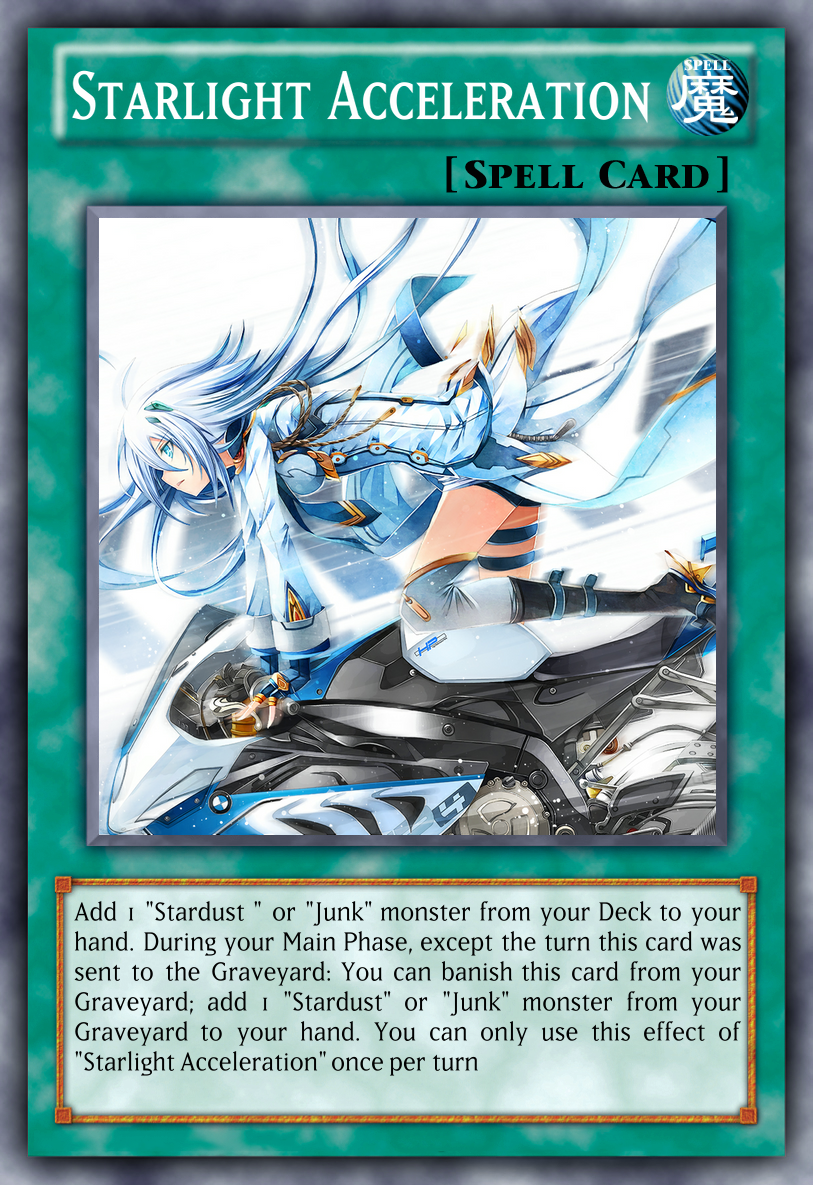 Starlight Acceleration
SPELL
魔
[Spell Card]
HP
4
Add 1 "Stardust " or "Junk" monster from your Deck to your
hand. During your Main Phase, except the turn this card was
sent to the Graveyard: You can banish this card from your
Graveyard; add 1 "Stardust" or "Junk" monster from your
Graveyard to your hand. You can only use this effect of
"Starlight Acceleration" once per turn